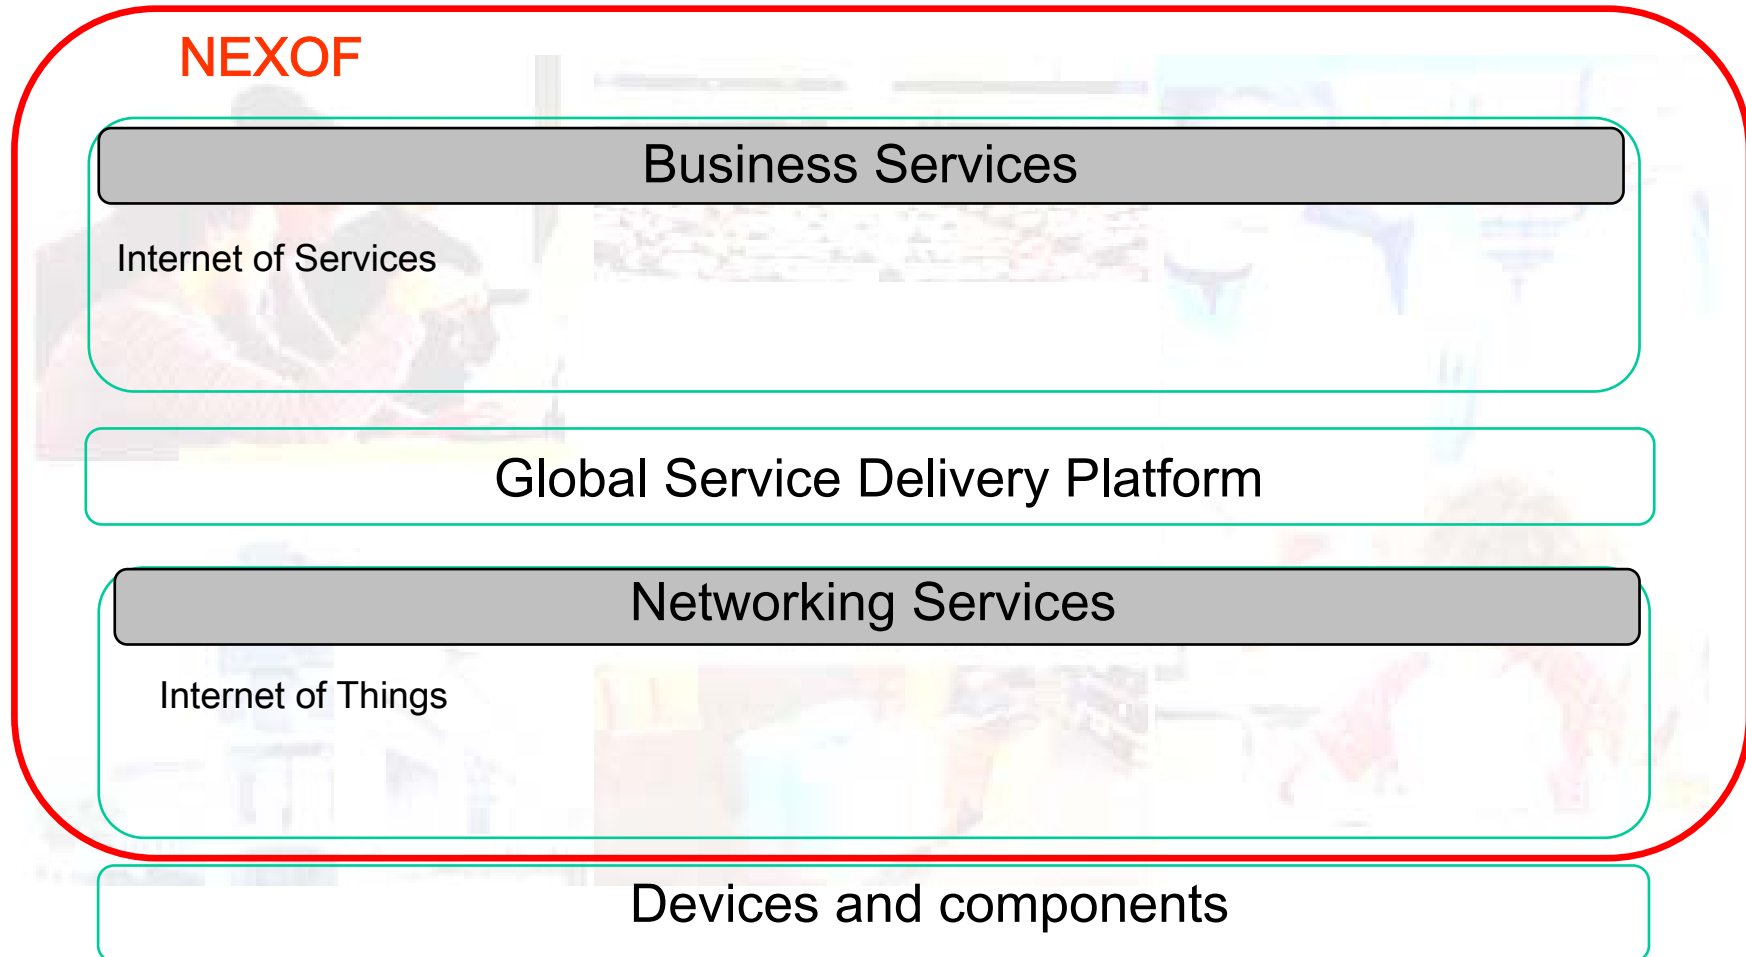 NEXOF
Business Services
Internet of Services
Global Service Delivery Platform
Networking Services
Internet of Things
Devices and components